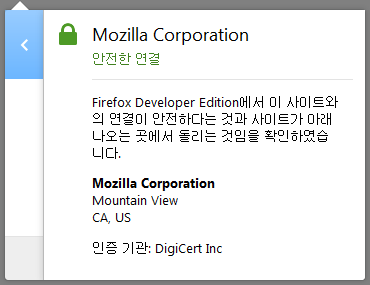 Mozilla Corporation
안전한 연결
Firefox Developer Edition에서 이 사이트와
의 연결이 안전하다는 것과 사이트가 아래
나오는 곳에서 돌리는 것임을 확인하였습
니다.
Mozilla Corporation
Mountain View
CA, US
인증 기관: DigiCert Inc